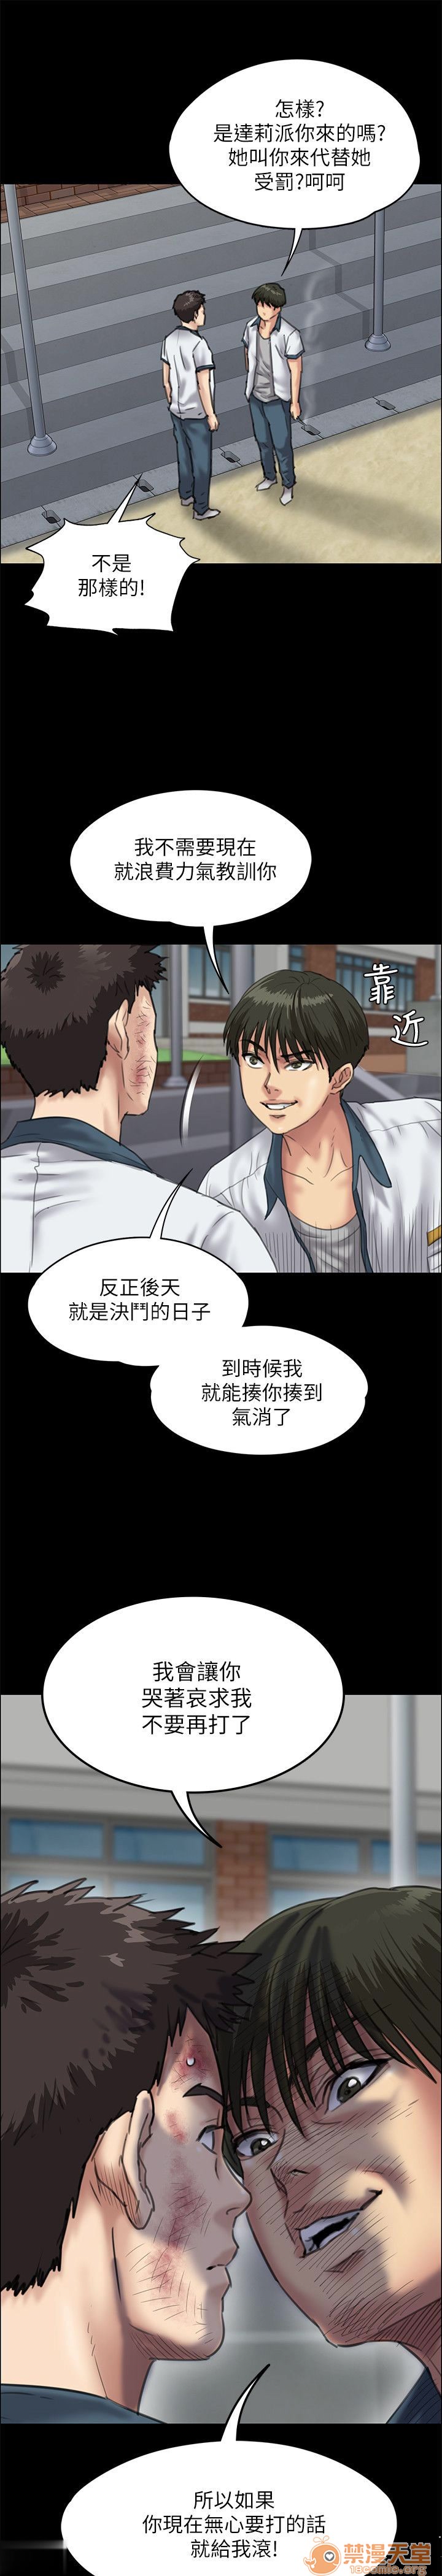 怎樣?
是達莉派你來的嗎?
她叫你來代替她
受罰?呵呵
不是
那樣的!
我不需要現在
就浪費力氣教訓你
靠近
反正後天
就是決鬥的日子
到時候我
就能揍你揍到
氣消了
我會讓你
哭著哀求我
不要再打了
所以如果
你現在無心要打的話
就給我滾!
禁漫天堂
18comic.org